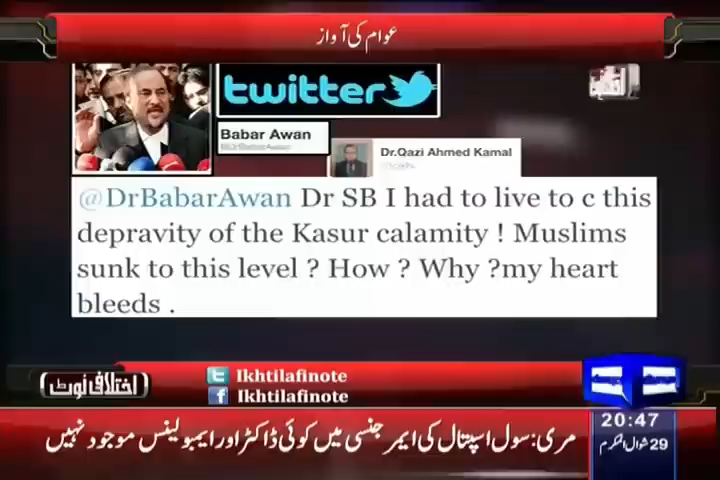 عوام کی آواز
twitter
Babar Awan
Dr.Qazi Ahmed Kamal
@DrBabarAwan Dr SB I had to live to c this
depravity of the Kasur calamity ! Muslims
sunk to this level ? How ? Why ?my heart
bleeds .
اختلافی نوٹ
Ikhtilafinote
Ikhtilafinote
دنیا
20:47
29 شوال المکرم
مری:سول اسپتال کی ایمرجنسی میں کوئی ڈاکٹر اور ایمبولینس موجود نہیں